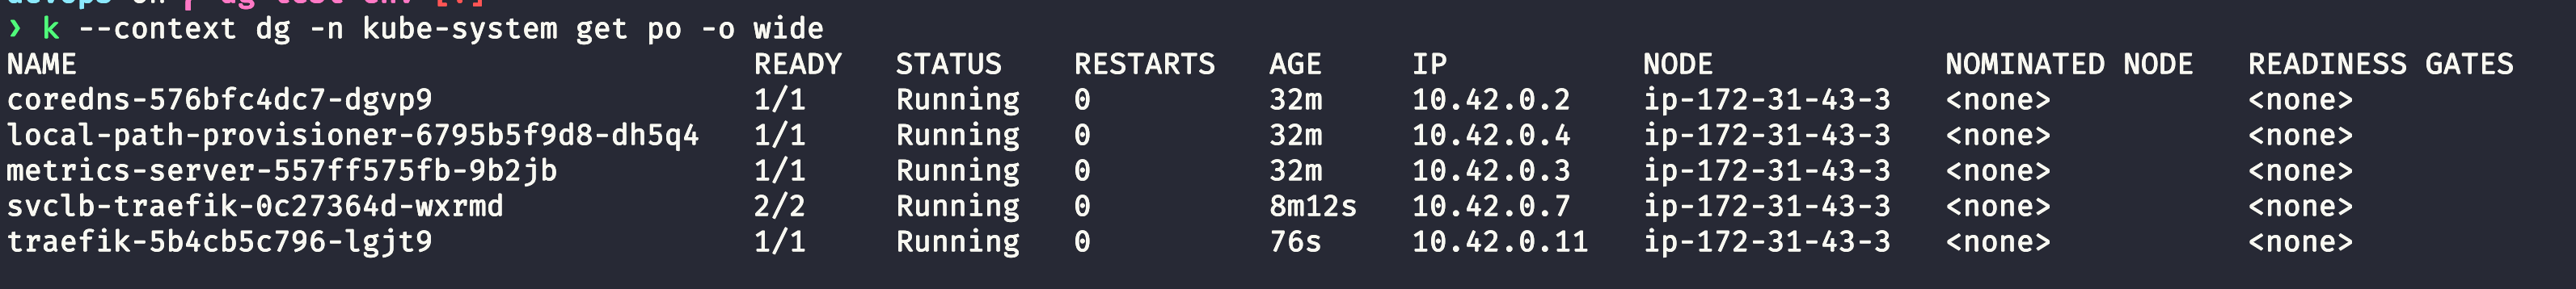 ❯ k --context dg -n kube-system get po -o wide
NAME                                      READY   STATUS    RESTARTS   AGE     IP           NODE             NOMINATED NODE   READINESS GATES
coredns-576bfc4dc7-dgvp9                  1/1     Running   0          32m     10.42.0.2    ip-172-31-43-3   <none>           <none>
local-path-provisioner-6795b5f9d8-dh5q4   1/1     Running   0          32m     10.42.0.4    ip-172-31-43-3   <none>           <none>
metrics-server-557ff575fb-9b2jb           1/1     Running   0          32m     10.42.0.3    ip-172-31-43-3   <none>           <none>
svclb-traefik-0c27364d-wxrmd              2/2     Running   0          8m12s   10.42.0.7    ip-172-31-43-3   <none>           <none>
traefik-5b4cb5c796-lgjt9                  1/1     Running   0          76s     10.42.0.11   ip-172-31-43-3   <none>           <none>